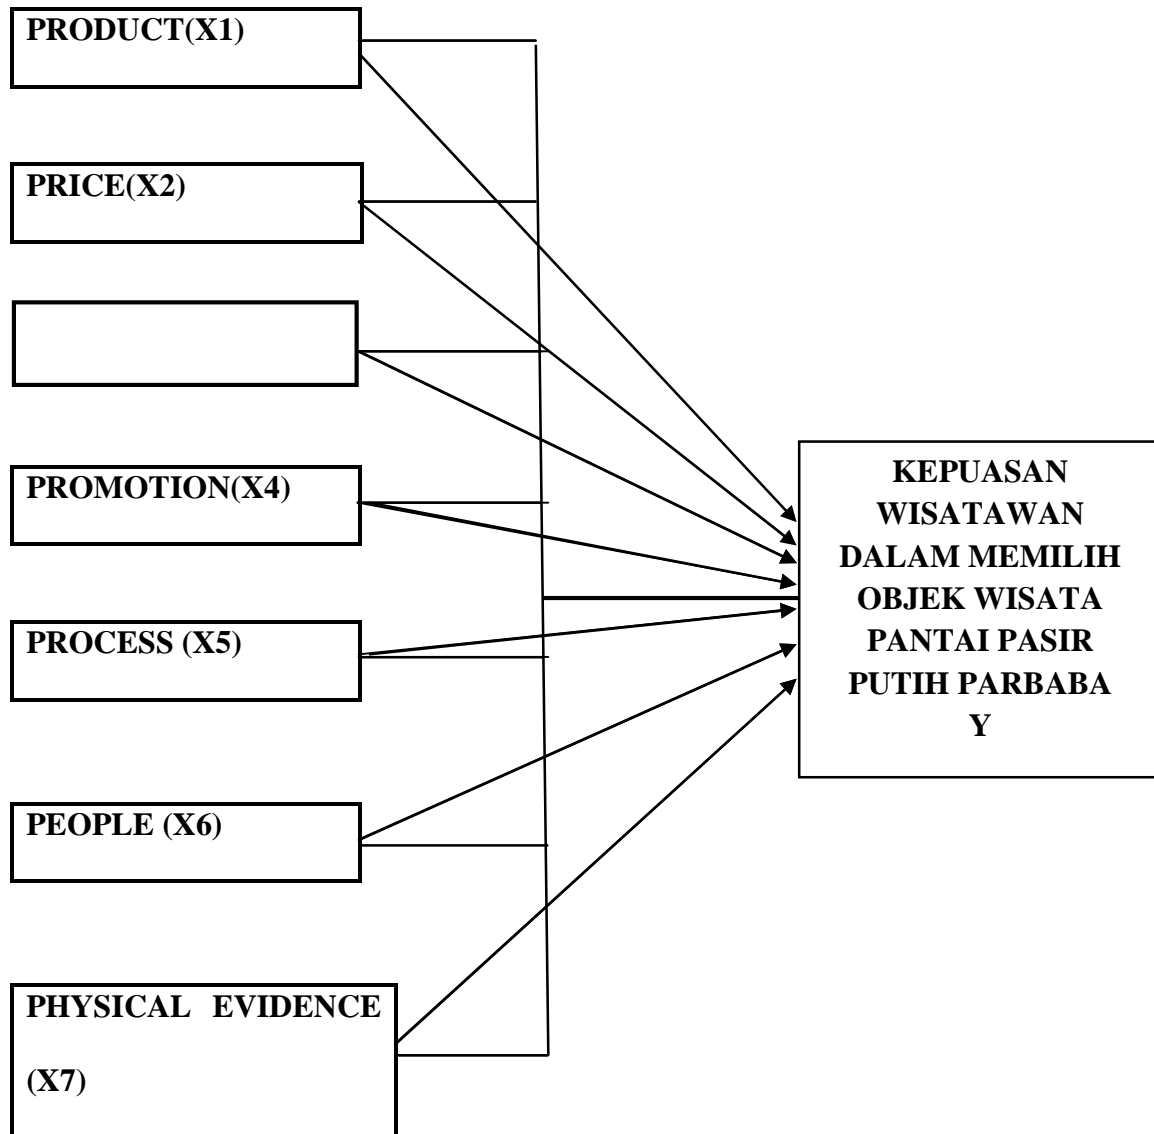 PRODUCT(X1)
PRICE(X2)
PROMOTION(X4)
PROCESS (X5)
PEOPLE (X6)
PHYSICAL EVIDENCE
(X7)
KEPUASAN
WISATAWAN
DALAM MEMILIH
OBJEK WISATA
PANTAI PASIR
PUTIH PARBABA
Y